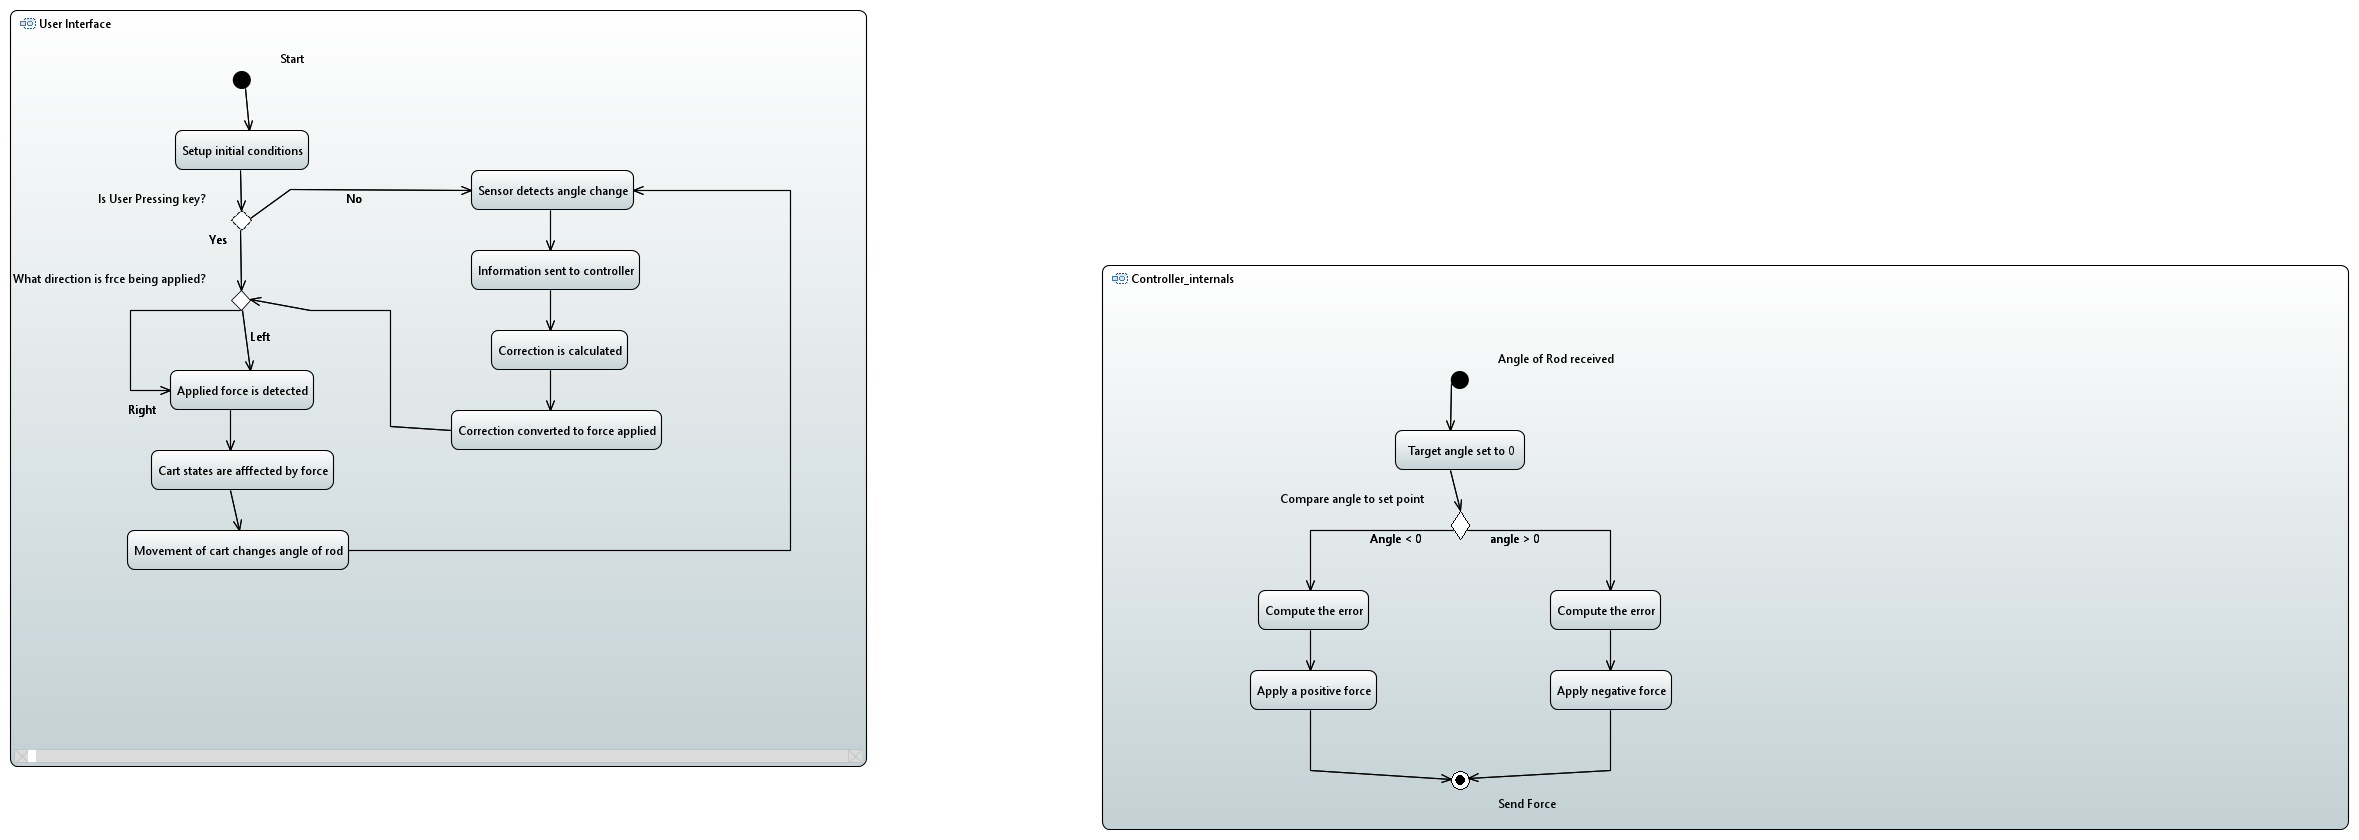 User Interface
Start
Setup initial conditions
Is User Pressing key?
No
Sensor detects angle change
Yes
Information sent to controller
What direction is frce being applied?
Left
Correction is calculated
Applied force is detected
Right
Correction converted to force applied
Cart states are afffected by force
Movement of cart changes angle of rod
Controller_internals
Angle of Rod received
Target angle set to 0
Compare angle to set point
Angle < 0
angle > 0
Compute the error
Compute the error
Apply a positive force
Apply negative force
Send Force